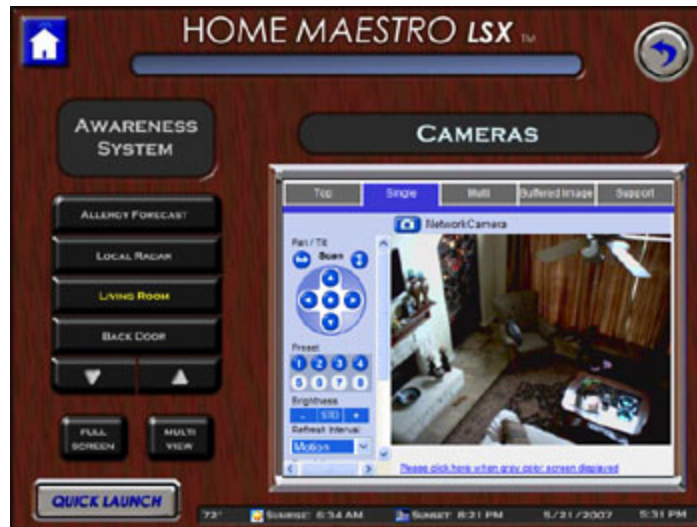 HOME MAESTRO LSX TM
AWARENESS
SYSTEM
CAMERAS
ALLERGY FORECAST
LOCAL RADAR
LIVING ROOM
BACK DOOR
FULL
SCREEN
MULTI
VIEW
QUICK LAUNCH
Top Single Multi Buffered Image Support
NetworkCamera
Pan / Tilt
Scan
Preset
1 2 3 4
5 6 7 8
Brightness
- STD +
Refresh Interval
Motion
Please click here when gray color screen displayed
72° SUNRISE: 6:34 AM SUNSET: 8:21 PM 5/21/2007 5:31 PM